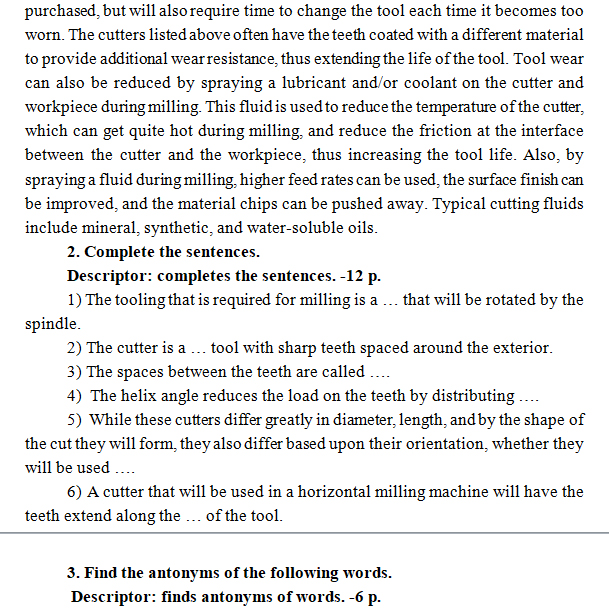 purchased, but will also require time to change the tool each time it becomes too
worn. The cutters listed above often have the teeth coated with a different material
to provide additional wear resistance, thus extending the life of the tool. Tool wear
can also be reduced by spraying a lubricant and/or coolant on the cutter and
workpiece during milling. This fluid is used to reduce the temperature of the cutter,
which can get quite hot during milling, and reduce the friction at the interface
between the cutter and the workpiece, thus increasing the tool life. Also, by
spraying a fluid during milling, higher feed rates can be used, the surface finish can
be improved, and the material chips can be pushed away. Typical cutting fluids
include mineral, synthetic, and water-soluble oils.
2. Complete the sentences.
Descriptor: completes the sentences. -12 p.
1) The tooling that is required for milling is a … that will be rotated by the
spindle.
2) The cutter is a … tool with sharp teeth spaced around the exterior.
3) The spaces between the teeth are called ….
4) The helix angle reduces the load on the teeth by distributing ….
5) While these cutters differ greatly in diameter, length, and by the shape of
the cut they will form, they also differ based upon their orientation, whether they
will be used ….
6) A cutter that will be used in a horizontal milling machine will have the
teeth extend along the … of the tool.
3. Find the antonyms of the following words.
Descriptor: finds antonyms of words. -6 p.